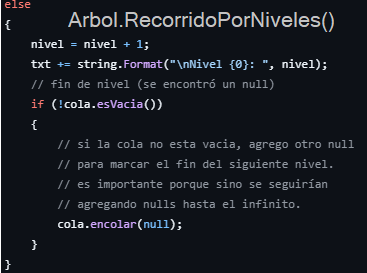 else
Arbol.RecorridoPorNiveles()
{
nivel = nivel + 1;
txt += string.Format("\nNivel {0}: ", nivel);
// fin de nivel (se encontró un null)
if (!cola.esVacia())
{
// si la cola no esta vacia, agrego otro null
// para marcar el fin del siguiente nivel.
// es importante porque sino se seguirían
// agregando nulls hasta el infinito.
cola.encolar(null);
}
}